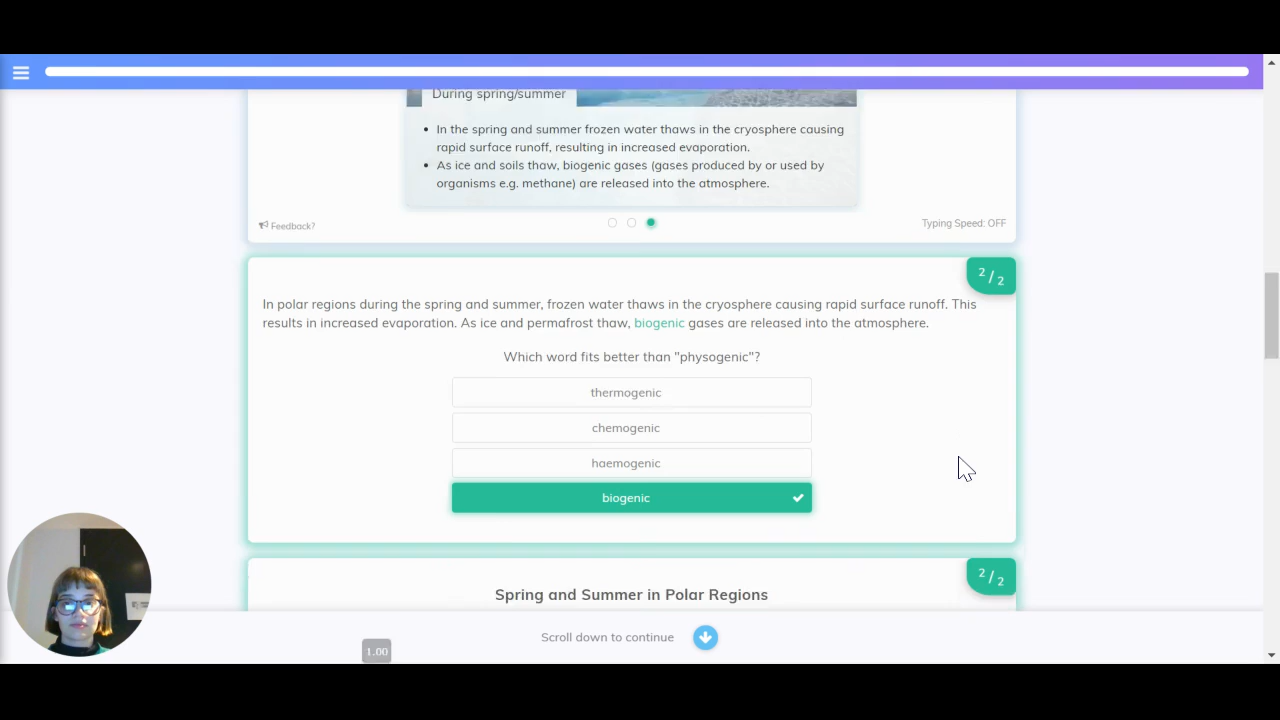 During spring/summer
• In the spring and summer frozen water thaws in the cryosphere causing
rapid surface runoff, resulting in increased evaporation.
• As ice and soils thaw, biogenic gases (gases produced by or used by
organisms e.g. methane) are released into the atmosphere.
Feedback?
Typing Speed: OFF
2/2
In polar regions during the spring and summer, frozen water thaws in the cryosphere causing rapid surface runoff. This
results in increased evaporation. As ice and permafrost thaw, biogenic gases are released into the atmosphere.
Which word fits better than "physogenic"?
thermogenic
chemogenic
haemogenic
biogenic
2/2
Spring and Summer in Polar Regions
Scroll down to continue
1.00